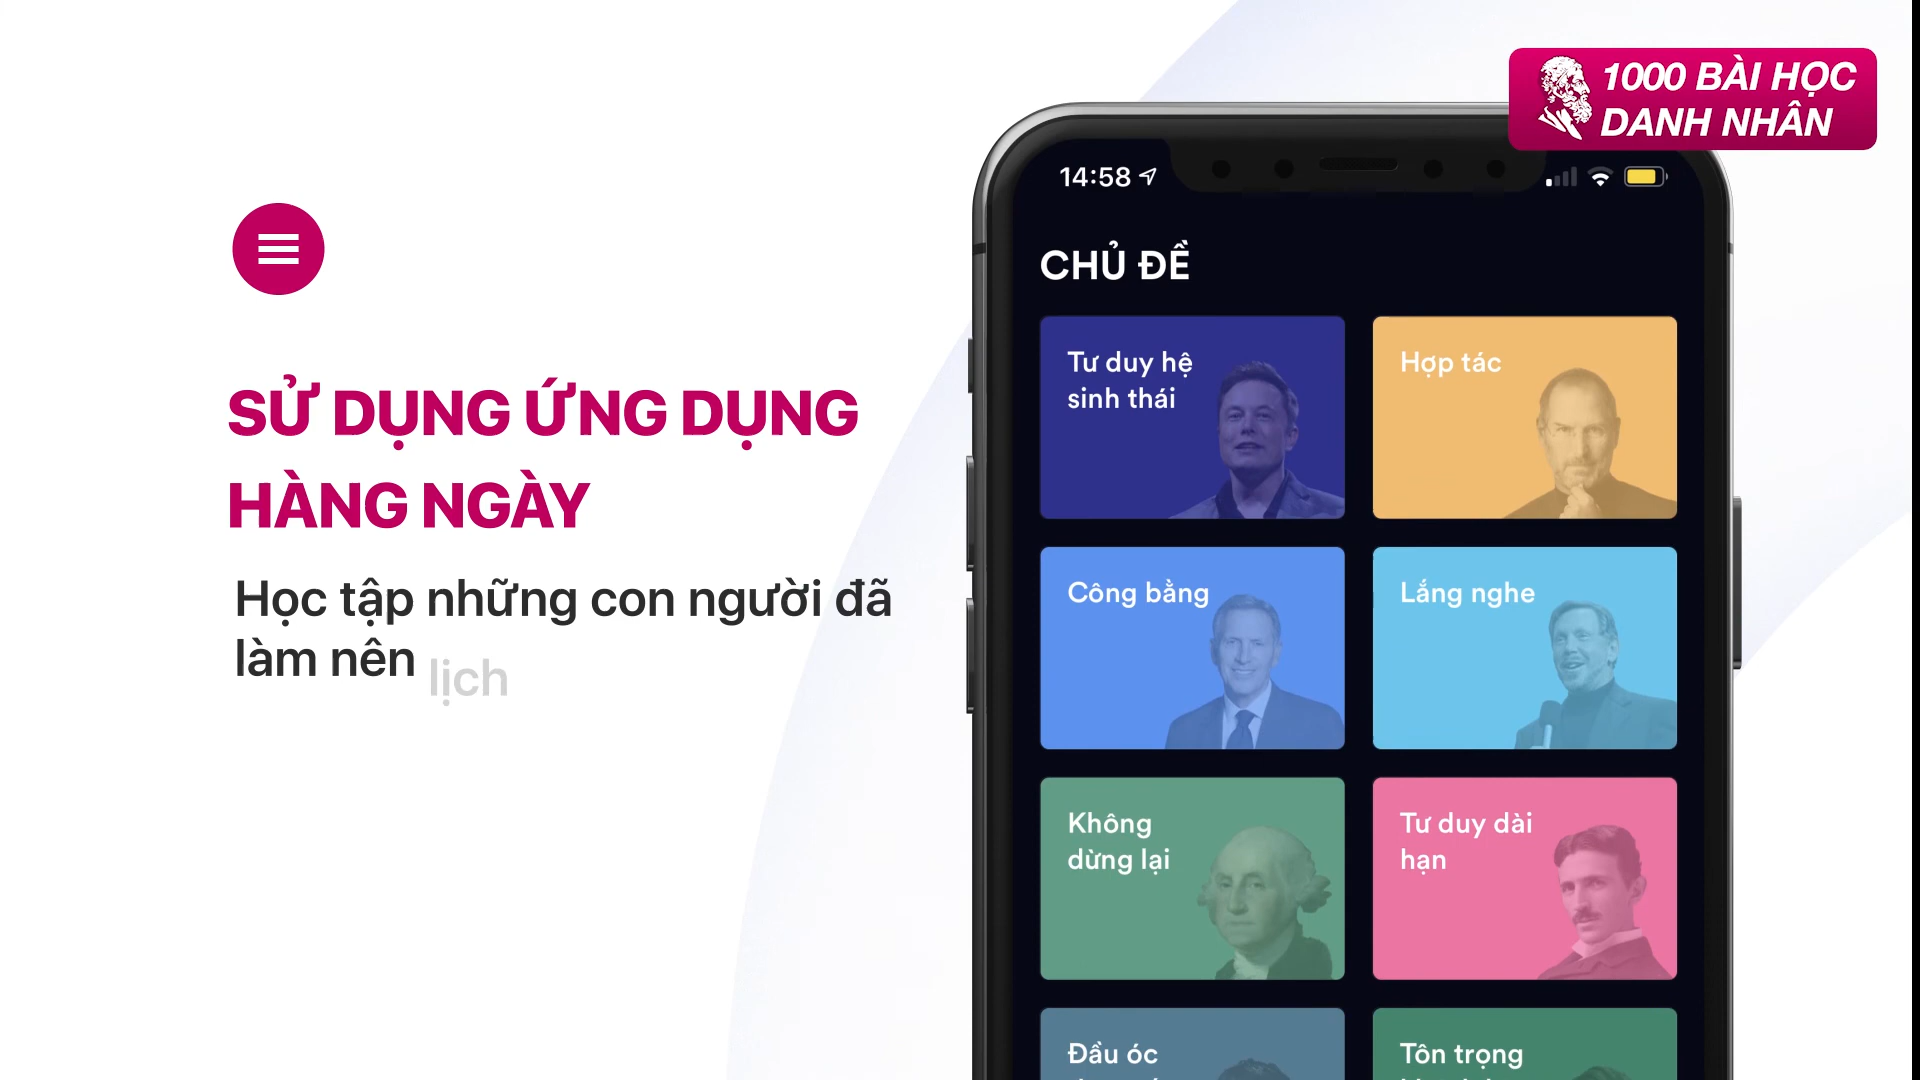 1000 BÀI HỌC
DANH NHÂN
14:58
SỬ DỤNG ỨNG DỤNG
HÀNG NGÀY
Học tập những con người đã
làm nên lịch
CHỦ ĐỀ
Tư duy hệ
sinh thái
Hợp tác
Công bằng
Lắng nghe
Không
dừng lại
Tư duy dài
hạn
Đầu óc
Tôn trọng